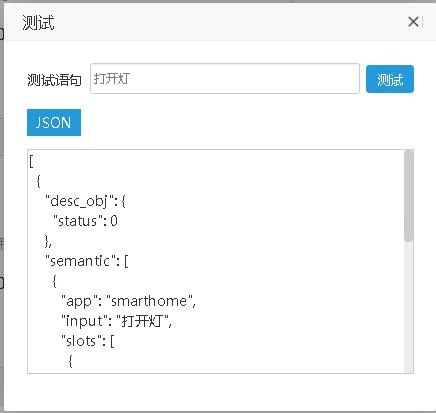 测试
测试语句 打开灯 测试
JSON
[
{
"desc_obj": {
"status": 0
},
"semantic": [
{
"app": "smarthome",
"input": "打开灯",
"slots": [
{